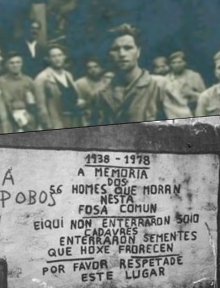 1938 - 1978
A MEMORIA
DOS
56 HOMES QUE MORAN
NESTA
FOSA COMUN
EIQUI NON ENTERRARON SOIO
CADAVRES
ENTERRARON SEMENTES
QUE HOXE FRORECEN
POR FAVOR RESPETADE
ESTE LUGAR
A
POBOS